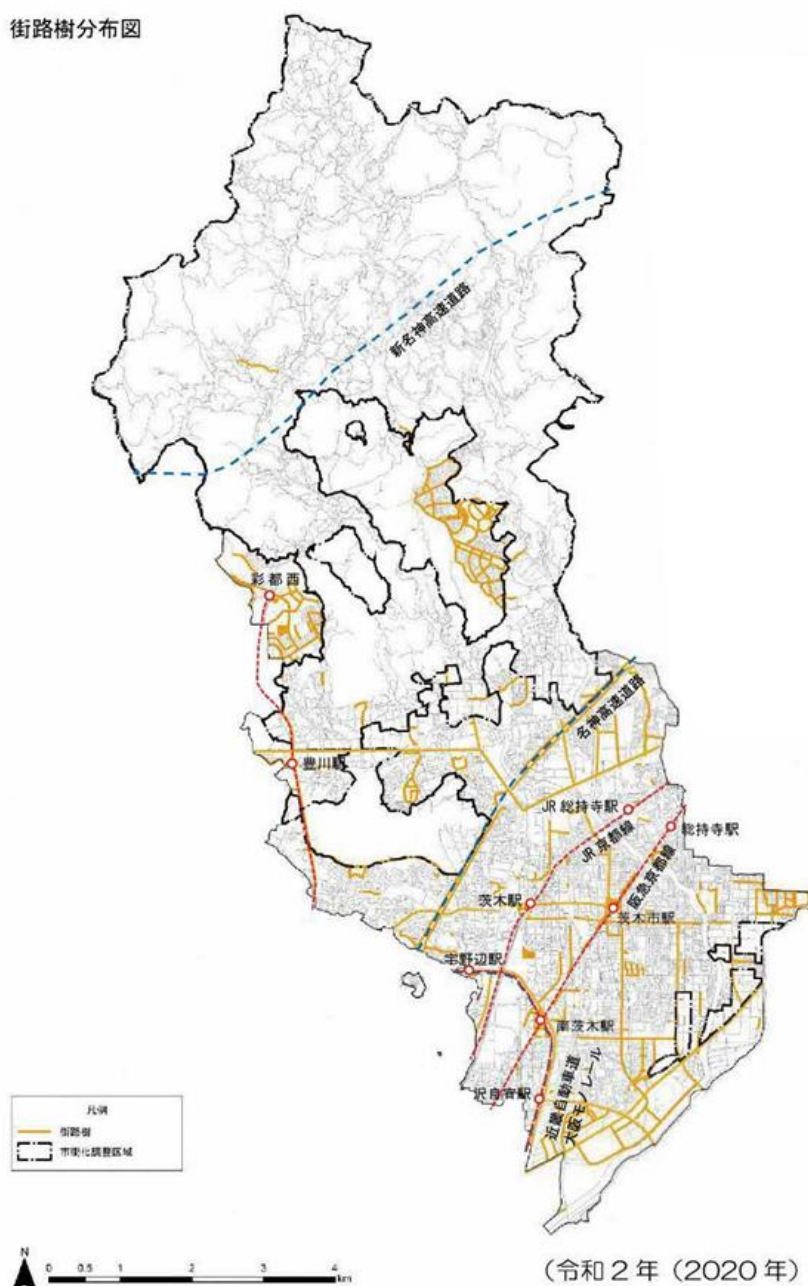 街路樹分布図
新名神高速道路
彩都西
名神高速道路
豊川駅
JR 総持寺駅
総持寺駅
JR 京都線
阪急京都線
茨木駅
茨木市駅
宇野辺駅
南茨木駅
沢良宜駅
近畿自動車道
大阪モノレール
凡例
街路樹
市街化調整区域
N
0 0.5 1 2 3 4
km
(令和2年(2020年)